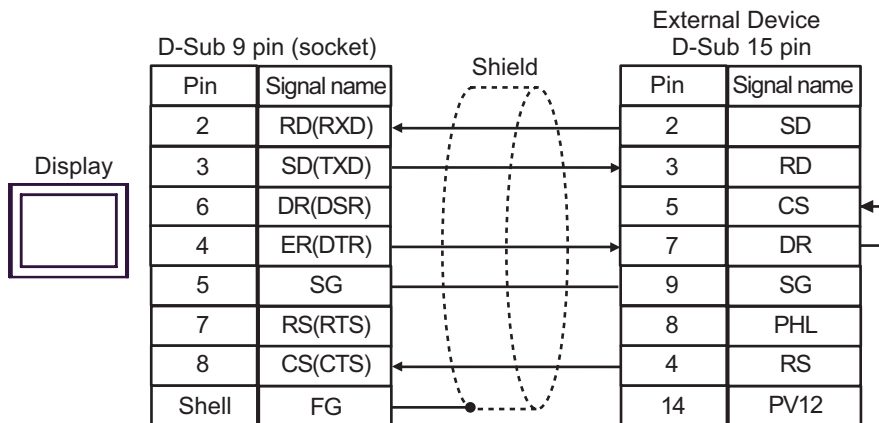 External Device
D-Sub 9 pin (socket) D-Sub 15 pin
Shield
Pin Signal name Pin Signal name
2 RD(RXD) 2 SD
Display
3 SD(TXD) 3 RD
6 DR(DSR) 5 CS
4 ER(DTR) 7 DR
5 SG 9 SG
7 RS(RTS) 8 PHL
8 CS(CTS) 4 RS
Shell FG 14 PV12